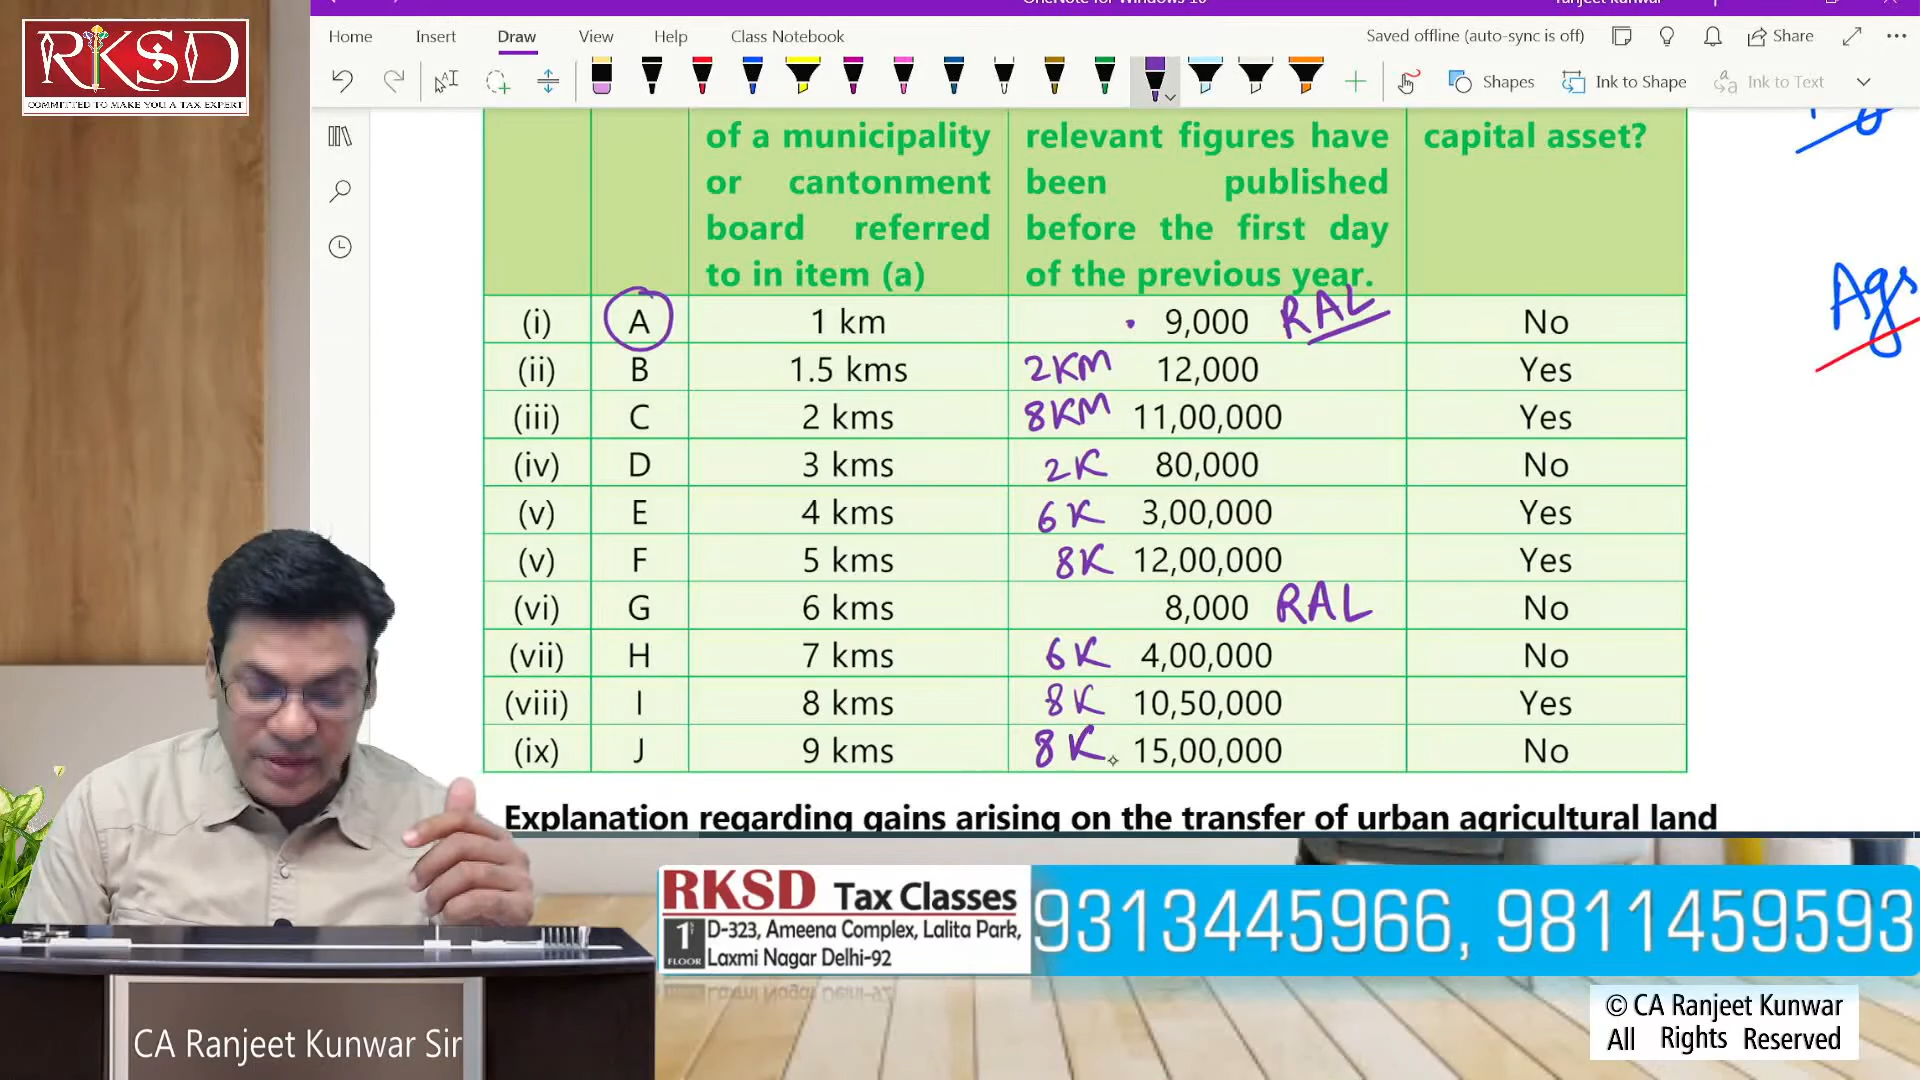 OneNote for Windows 10
ranjeet kunwar
RKSD
COMMITTED TO MAKE YOU A TAX EXPERT
Home Insert Draw View Help Class Notebook Saved offline (auto-sync is off) Share
Shapes Ink to Shape Ink to Text
of a municipality or cantonment board referred to in item (a)
relevant figures have been published before the first day of the previous year.
capital asset?
Ags
(i) A 1 km 9,000 RAL No
(ii) B 1.5 kms 2KM 12,000 Yes
(iii) C 2 kms 8KM 11,00,000 Yes
(iv) D 3 kms 2K 80,000 No
(v) E 4 kms 6K 3,00,000 Yes
(v) F 5 kms 8K 12,00,000 Yes
(vi) G 6 kms 8,000 RAL No
(vii) H 7 kms 6K 4,00,000 No
(viii) I 8 kms 8K 10,50,000 Yes
(ix) J 9 kms 8K 15,00,000 No
Explanation regarding gains arising on the transfer of urban agricultural land
RKSD Tax Classes
1ST FLOOR D-323, Ameena Complex, Lalita Park,
Laxmi Nagar Delhi-92
9313445966, 9811459593
CA Ranjeet Kunwar Sir
© CA Ranjeet Kunwar
All Rights Reserved